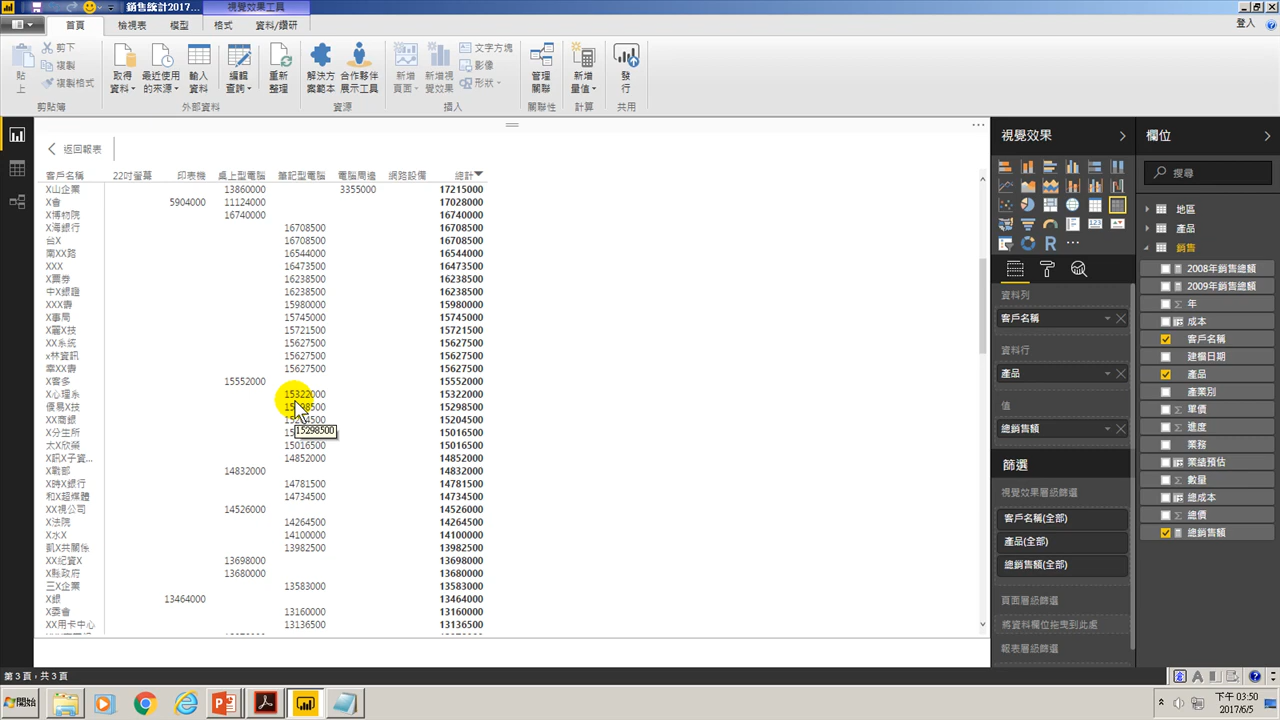 銷售統計2017... 視覺效果工具
首頁 檢視表 模型 格式 資料/鑽研 登入
貼上 剪下 複製 複製格式
取得資料 最近使用的來源 輸入資料 編輯查詢 重新整理 解決方案範本 合作夥伴展示工具 新增頁面 新增視覺效果 文字方塊 影像 形狀 管理關聯 新增量值 發行
剪貼簿 外部資料 資源 插入 關聯性 計算 共用
返回報表
客戶名稱 22吋螢幕 印表機 桌上型電腦 筆記型電腦 電腦周邊 網路設備 總計
X山企業 13860000 3355000 17215000
X會 5904000 11124000 17028000
X博物院 16740000 16740000
X海銀行 16708500 16708500
台X 16708500 16708500
南XX路 16544000 16544000
XXX 16473500 16473500
X票券 16238500 16238500
中X銀證 16238500 16238500
XXX壽 15980000 15980000
X事局 15745000 15745000
X羅X技 15721500 15721500
XX系統 15627500 15627500
x林資訊 15627500 15627500
15627500 15627500
X客多 15552000 15552000
X心理系 15322000 15322000
優易X技 15298500
XX商銀 15204500
X分生所 15016500
太X欣榮 15016500 15016500
X訊X子資... 14852000 14852000
X戰部 14832000 14832000
X時X銀行 14781500 14781500
和X超媒體 14734500 14734500
XX視公司 14526000 14526000
X法院 14264500 14264500
X水X 14100000 14100000
凱X共關係 13982500 13982500
XX紀資X 13698000 13698000
X縣政府 13680000 13680000
三X企業 13583000 13583000
X銀 13464000 13464000
X委會 13160000 13160000
XX用卡中心 13136500 13136500
15298500
視覺效果
資料列
客戶名稱
資料行
產品
值
總銷售額
篩選
視覺效果層級篩選
客戶名稱(全部)
產品(全部)
總銷售額(全部)
頁面層級篩選
將資料欄位拖曳到此處
報表層級篩選
欄位
搜尋
地區
產品
銷售
2008年銷售總額
2009年銷售總額
年
成本
客戶名稱
建檔日期
產品
產業別
單價
進度
業務
業績預估
數量
總成本
總價
總銷售額
第 3 頁，共 3 頁
開始
下午 03:50
2017/6/5